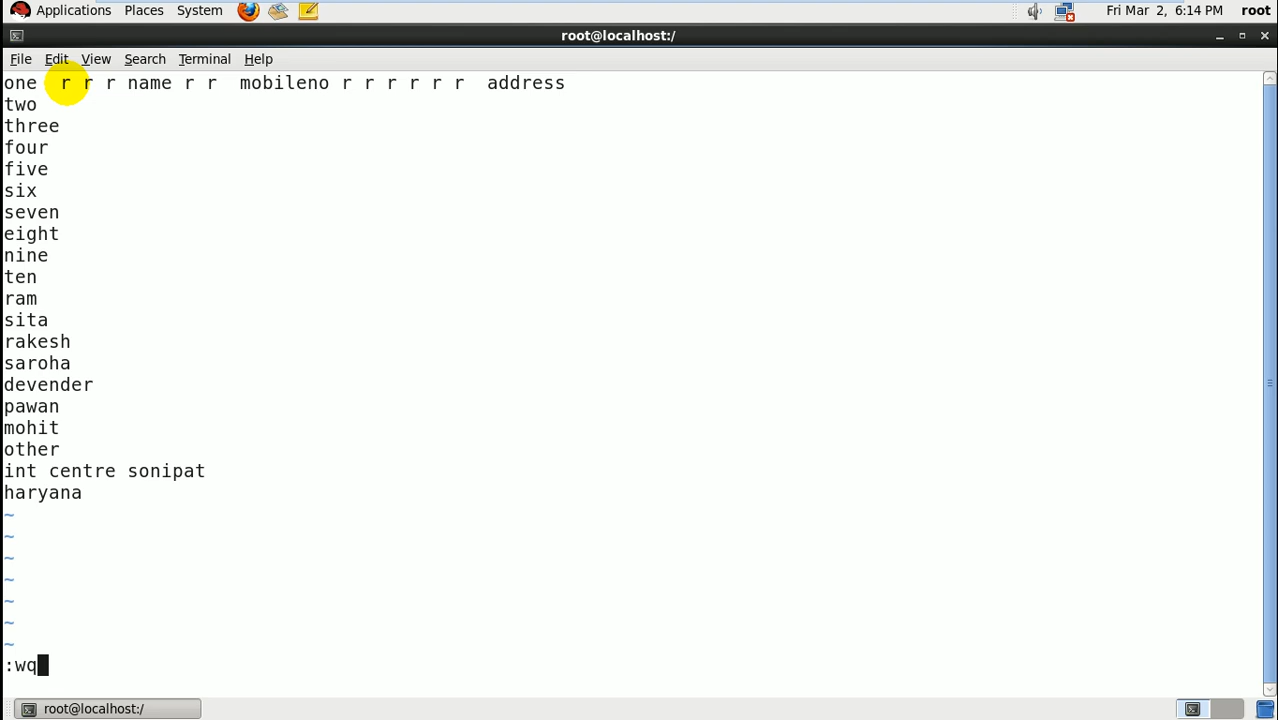 Applications Places System Fri Mar 2, 6:14 PM root
root@localhost:/
File Edit View Search Terminal Help
one r r r name r r mobileno r r r r r r address
two
three
four
five
six
seven
eight
nine
ten
ram
sita
rakesh
saroha
devender
pawan
mohit
other
int centre sonipat
haryana
~
~
~
~
~
~
~
:wq
root@localhost:/